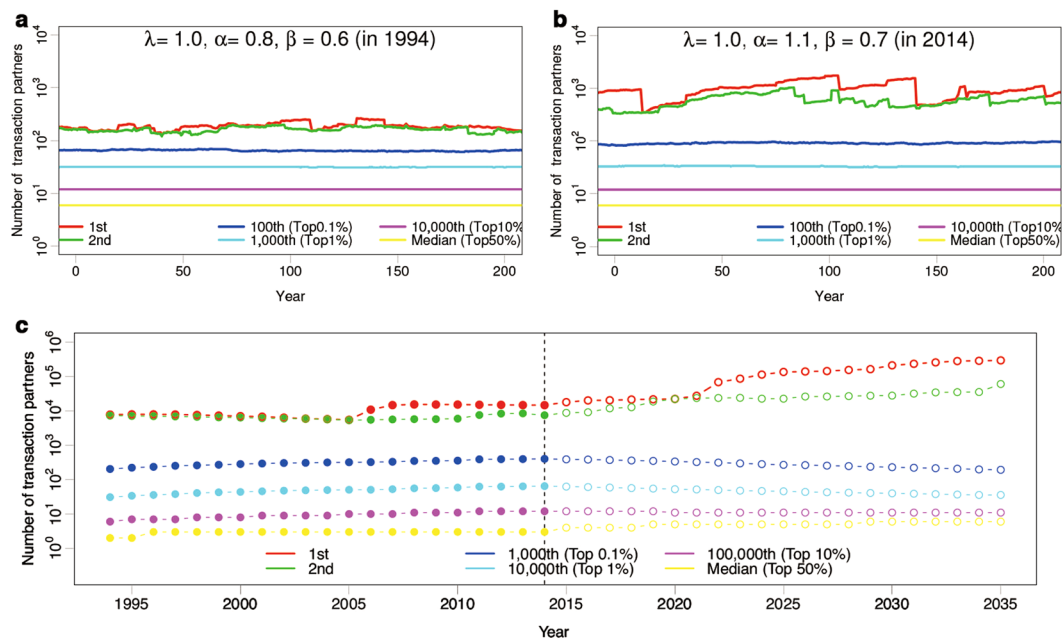 a
λ= 1.0, α= 0.8, β = 0.6 (in 1994)
Number of transaction partners
10⁴
10³
10²
10¹
10⁰
1st
2nd
100th (Top0.1%)
1,000th (Top1%)
10,000th (Top10%
Median (Top50%)
0 50 100 150 200
Year
b
λ= 1.0, α= 1.1, β = 0.7 (in 2014)
Number of transaction partners
10⁴
10³
10²
10¹
10⁰
1st
2nd
100th (Top0.1%)
1,000th (Top1%)
10,000th (Top10%
Median (Top50%)
0 50 100 150 200
Year
c
Number of transaction partners
10⁶
10⁵
10⁴
10³
10²
10¹
10⁰
1st
2nd
1,000th (Top 0.1%)
10,000th (Top 1%)
100,000th (Top 10%)
Median (Top 50%)
1995 2000 2005 2010 2015 2020 2025 2030 2035
Year